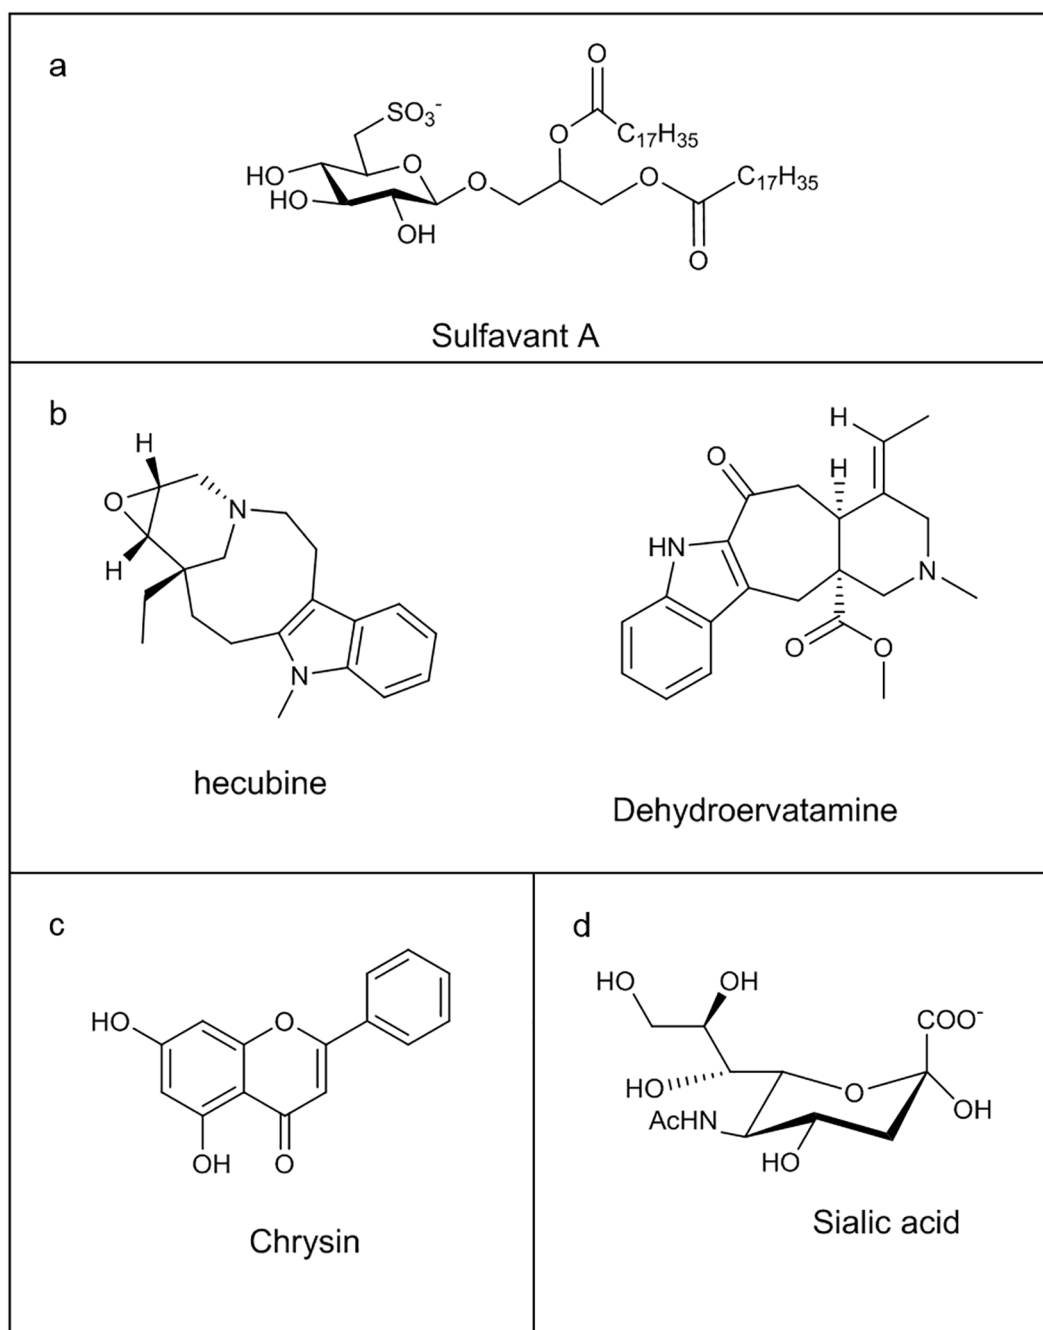 a
O
SO₃⁻
O
C₁₇H₃₅
HO
O
O
O
C₁₇H₃₅
HO
OH
O
Sulfavant A
b
H
H
O
H
O
N
HN
N
H
O
O
N
hecubine
Dehydroervatamine
c
d
HO
OH
HO
O
COO⁻
HO
O
OH
AcHN
OH
O
HO
Sialic acid
Chrysin